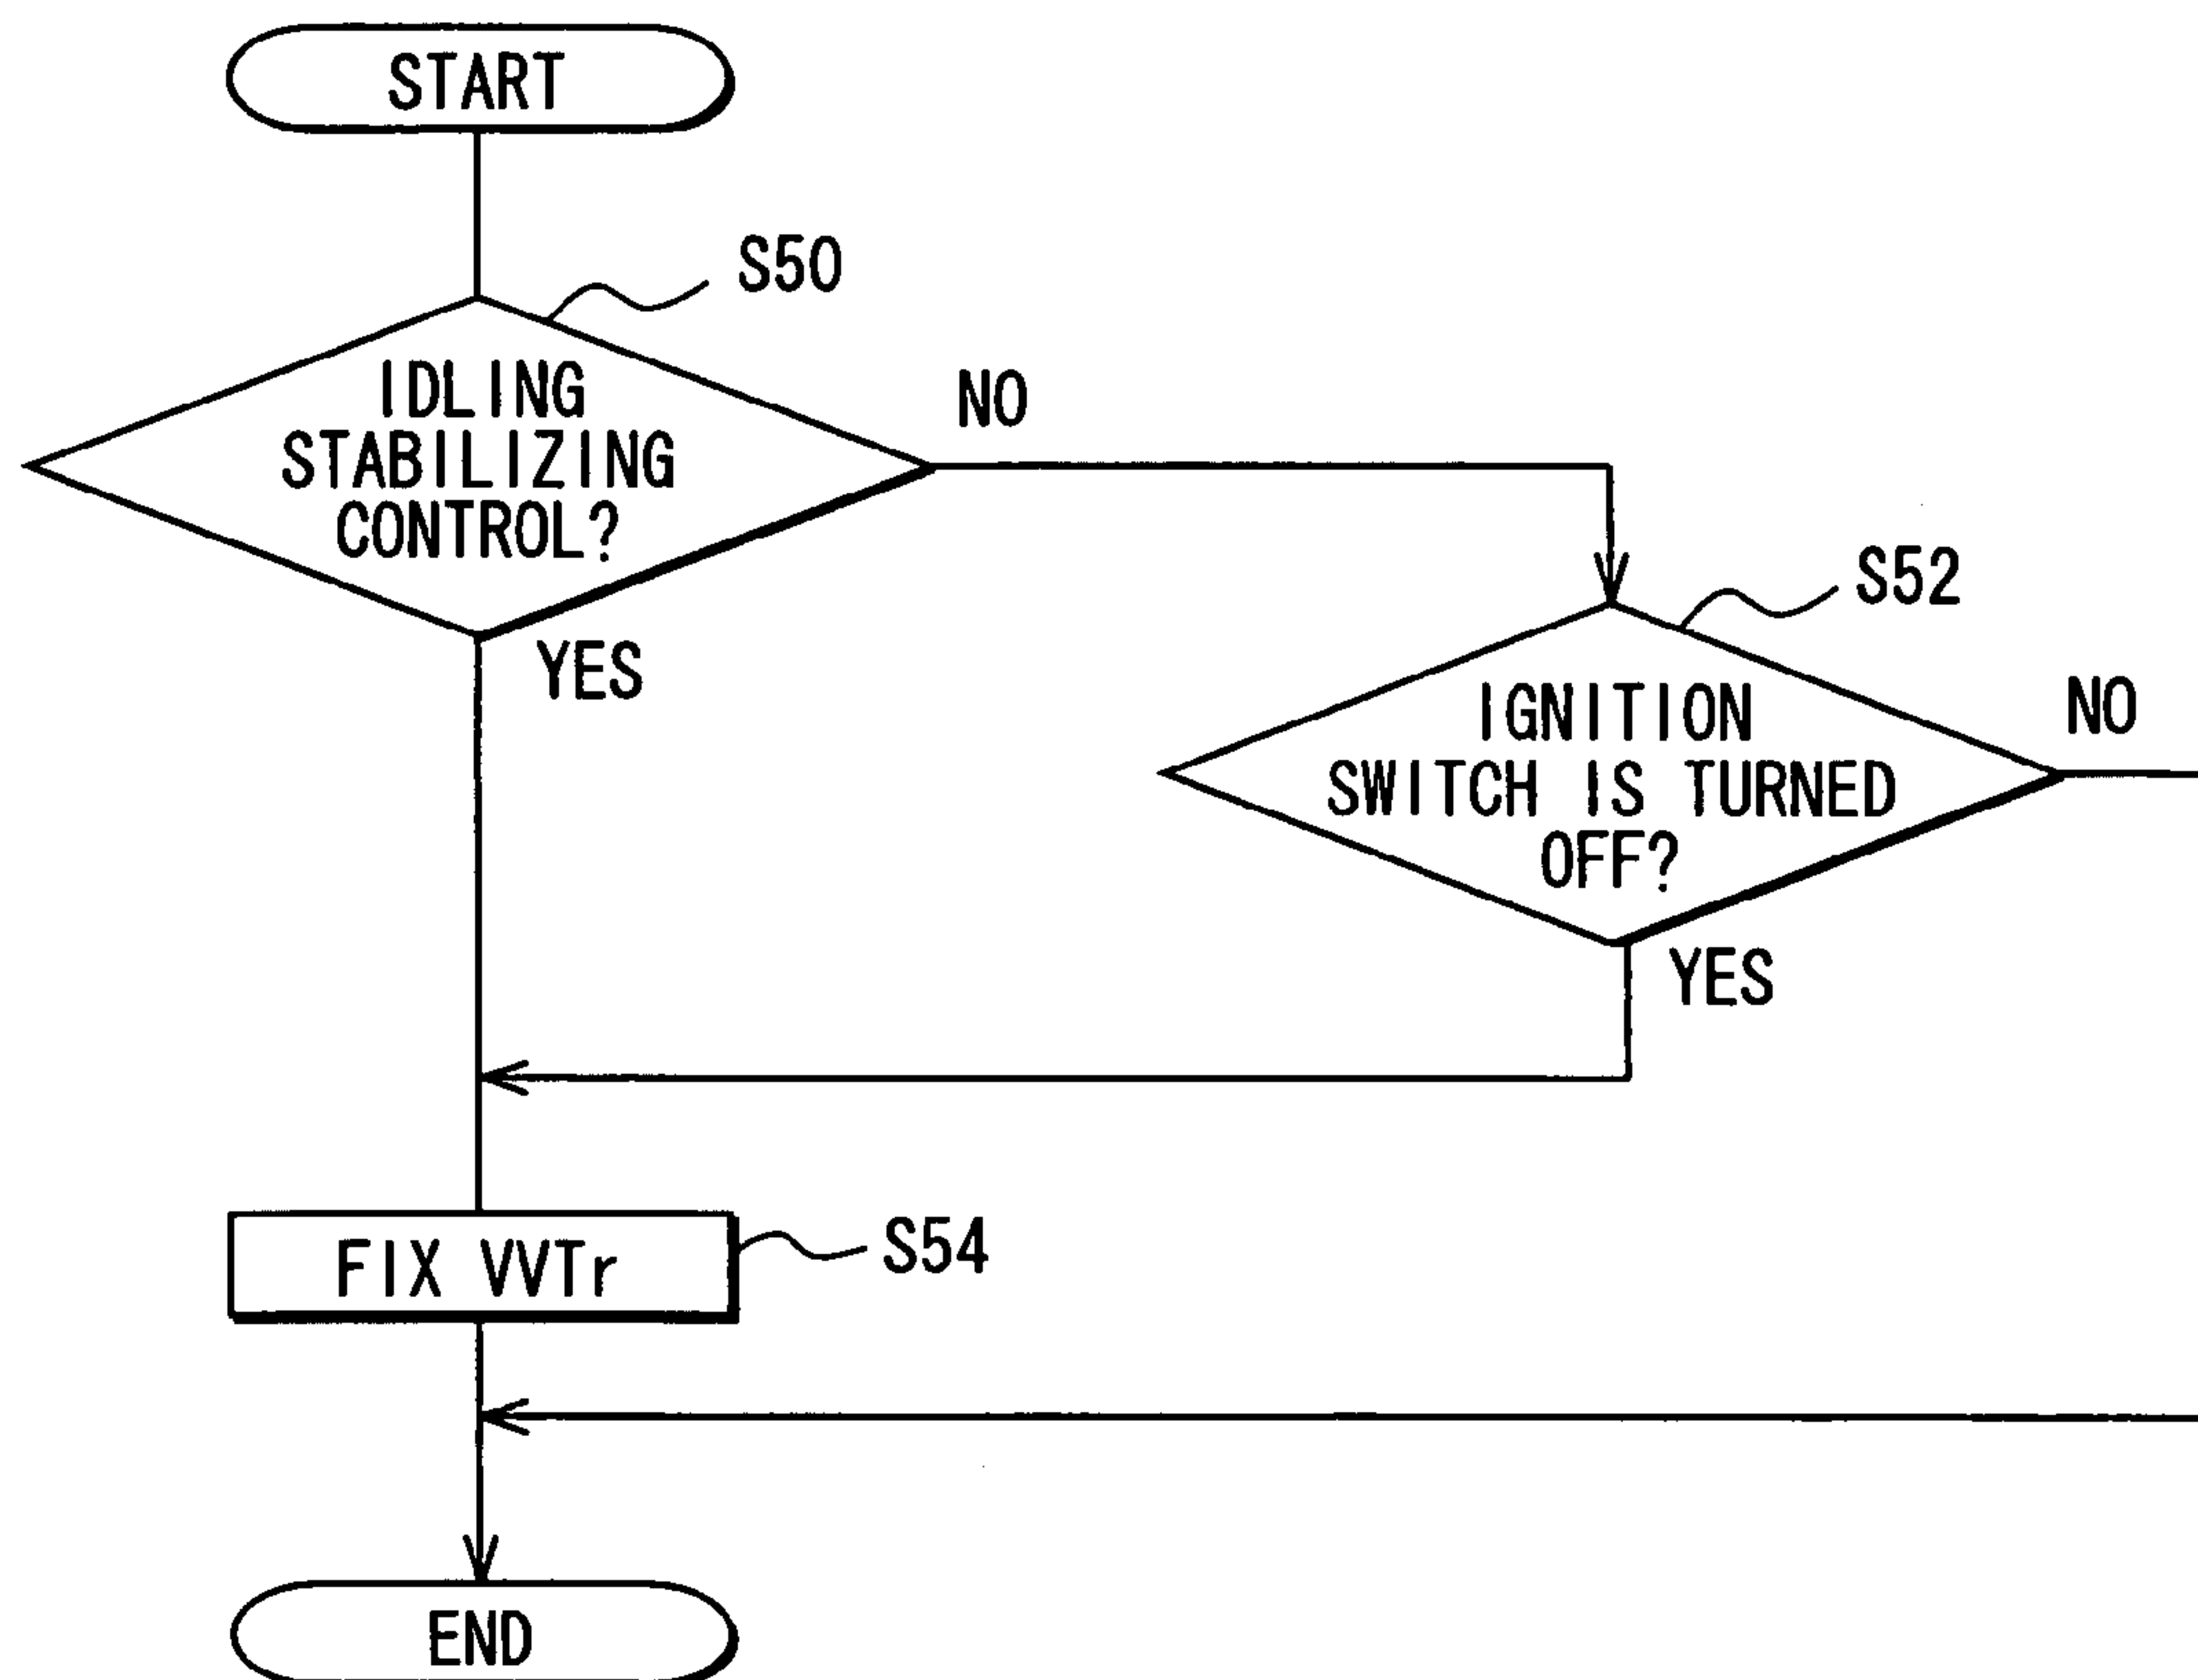 START
S50
IDLING
STABILIZING
CONTROL?
NO
YES
S52
IGNITION
SWITCH IS TURNED
OFF?
NO
YES
FIX VVTr
S54
END